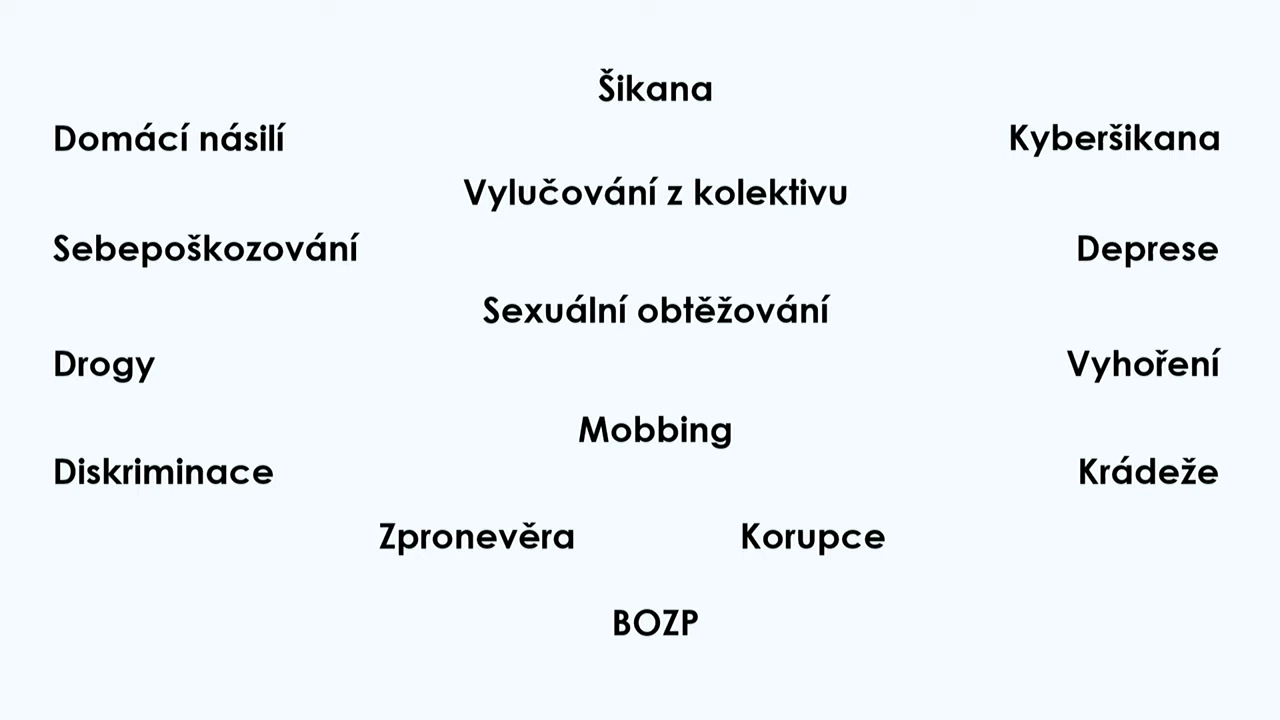 Šikana
Domácí násilí
Kyberšikana
Vylučování z kolektivu
Sebepoškozování
Deprese
Sexuální obtěžování
Drogy
Vyhoření
Mobbing
Diskriminace
Krádeže
Zpronevěra
Korupce
BOZP